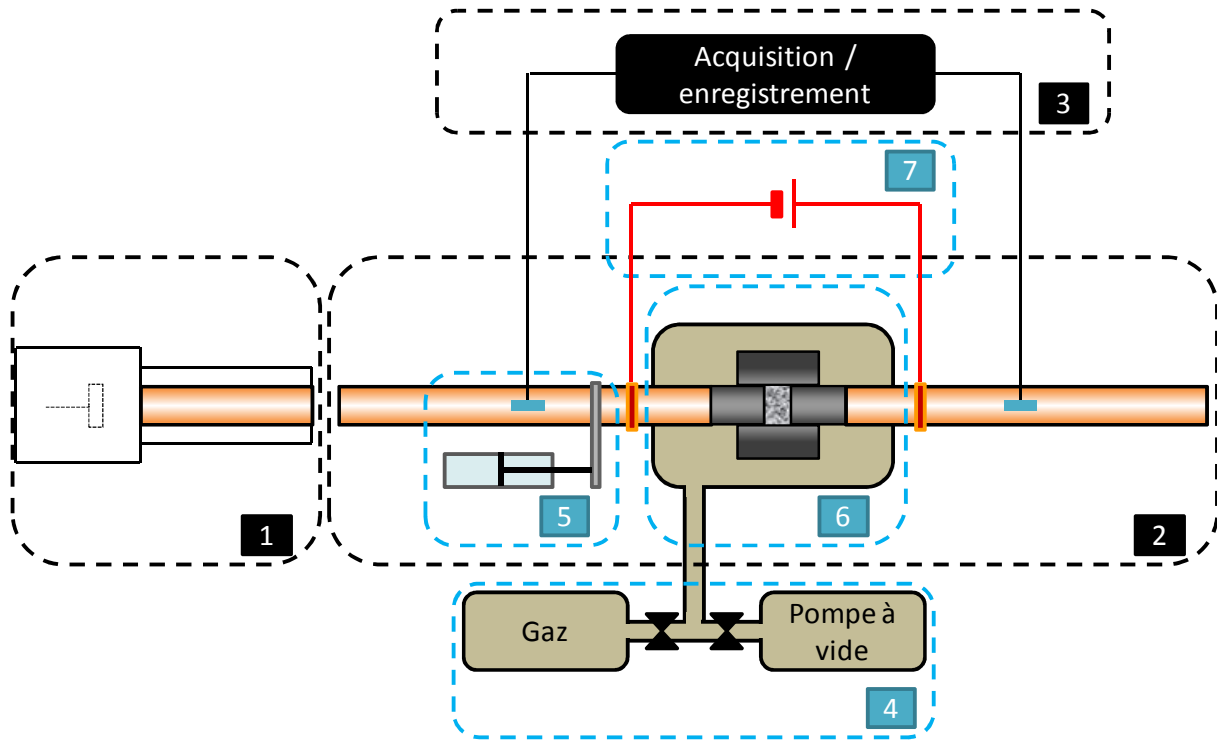 Acquisition /
enregistrement
3
7
5
6
1
2
Gaz
Pompe à
vide
4